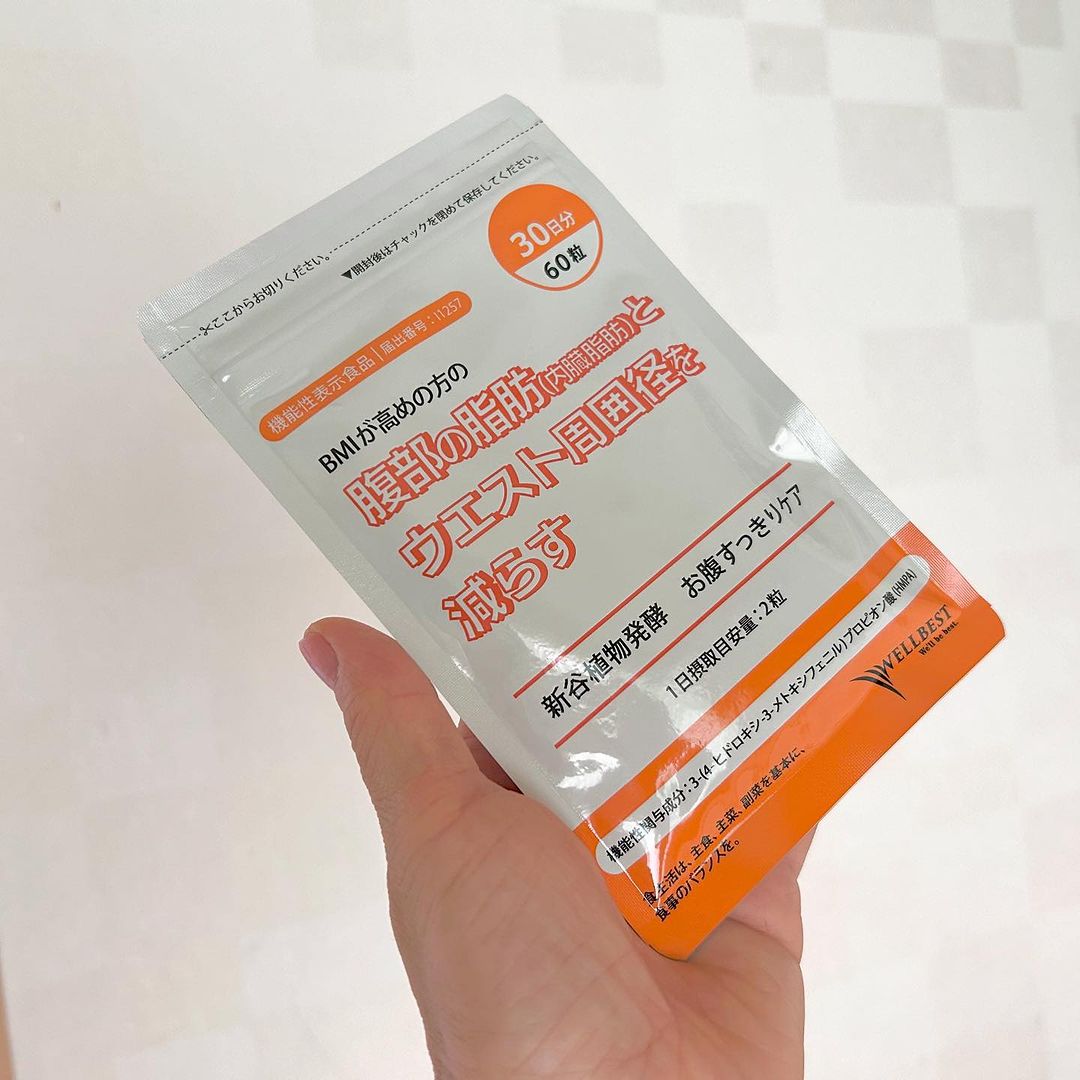 ✂ここからお切りください。
▼開封後はチャックを閉めて保存してください。
30日分
60粒
機能性表示食品 | 届出番号：I1257
BMIが高めの方の
腹部の脂肪(内臓脂肪)と
ウエスト周囲径を
減らす
新谷植物発酵 お腹すっきりケア
1日摂取目安量：2粒
機能性関与成分：3-(4-ヒドロキシ-3-メトキシフェニル)プロピオン酸(HMPA)
食生活は、主食、主菜、副菜を基本に、
食事のバランスを。
WELLBEST
We'll be best.